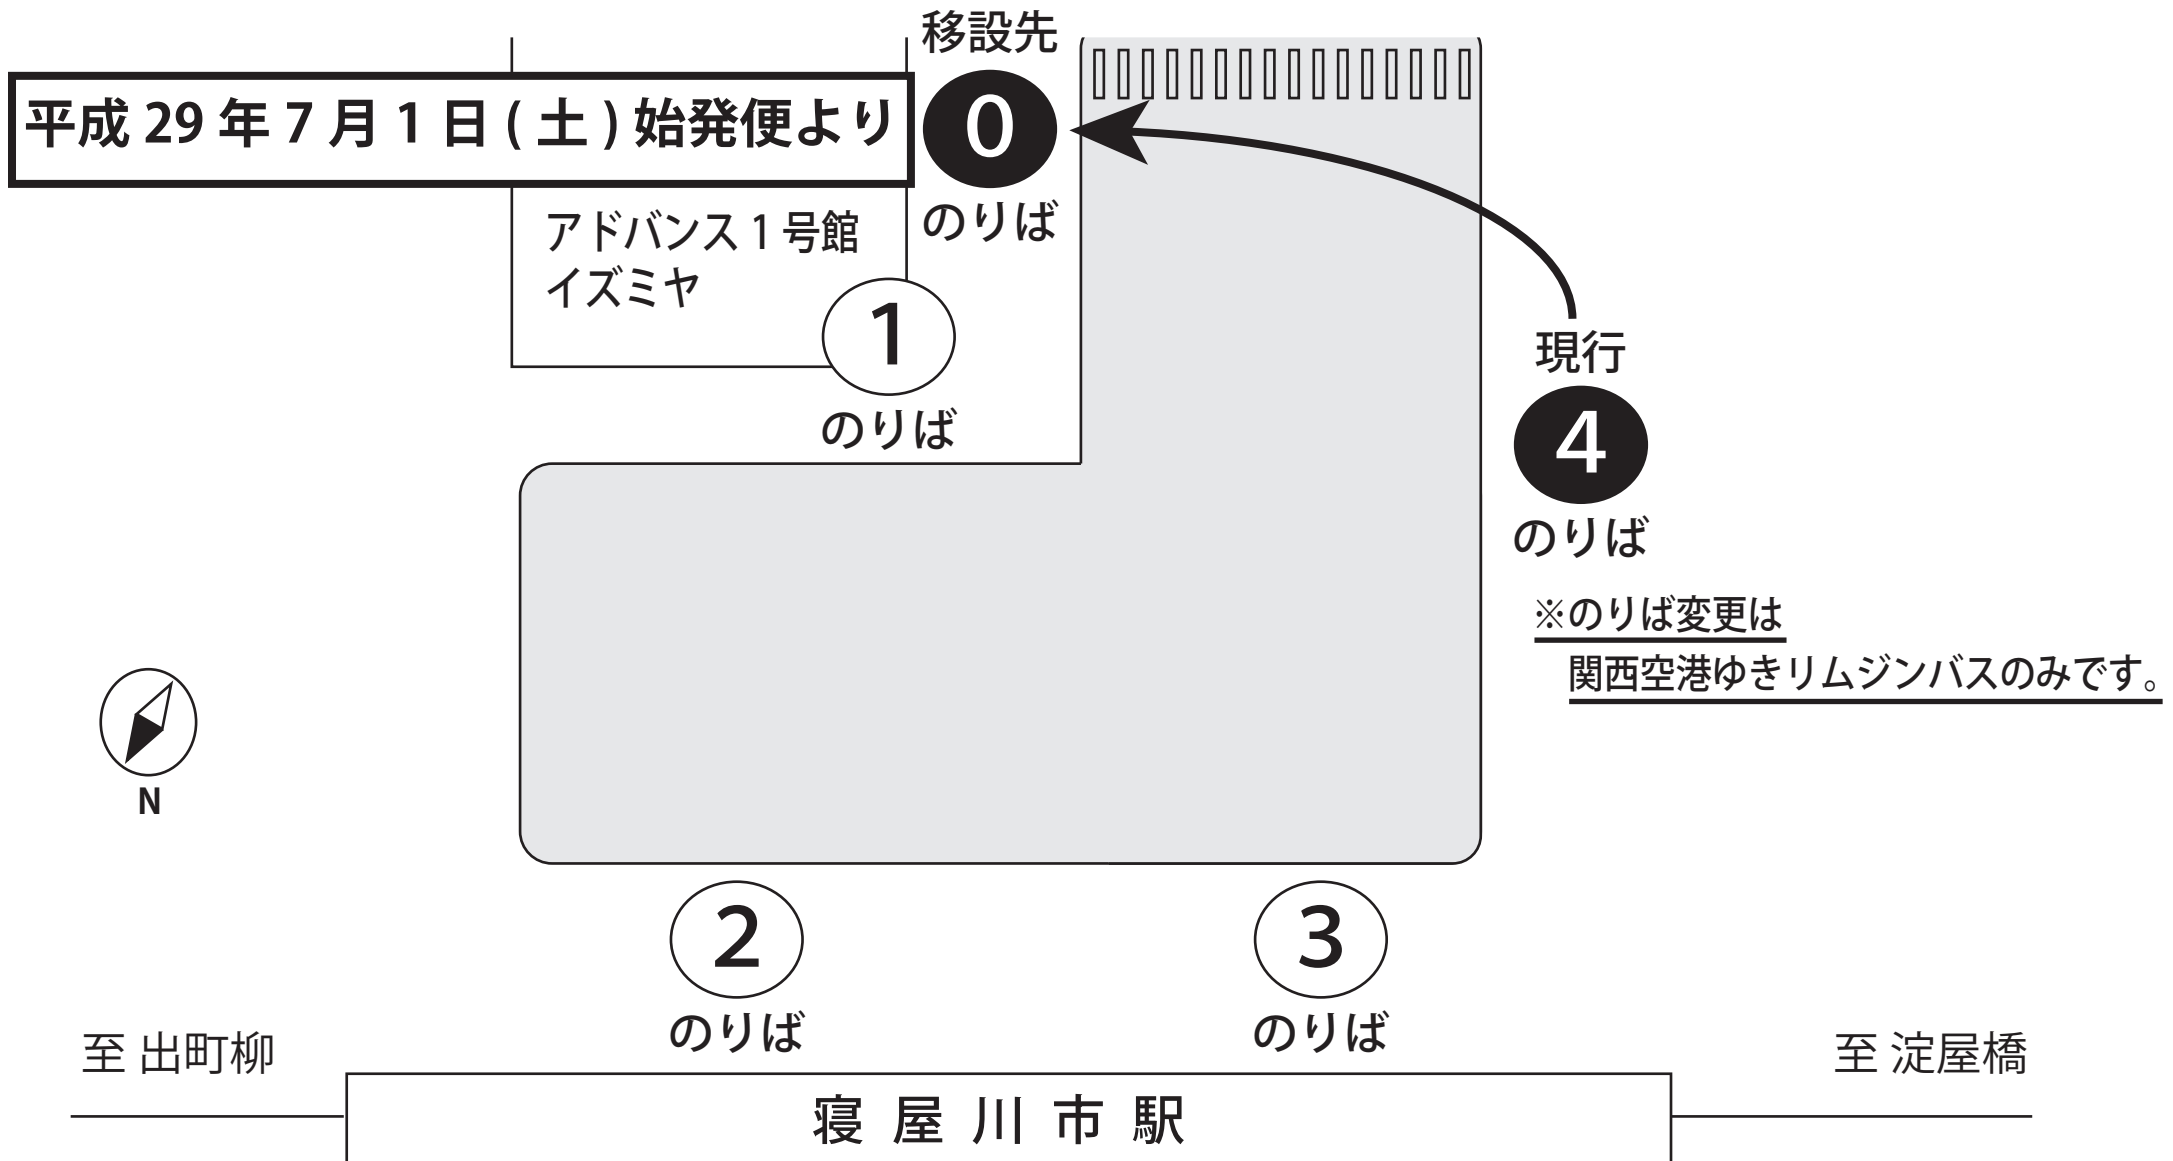 移設先
平成 29 年 7 月 1 日 ( 土 ) 始発便より
0
のりば
アドバンス 1 号館
イズミヤ
1
のりば
現行
4
のりば
※のりば変更は
関西空港ゆきリムジンバスのみです。
N
2
のりば
3
のりば
至 出町柳
至 淀屋橋
寝 屋 川 市 駅